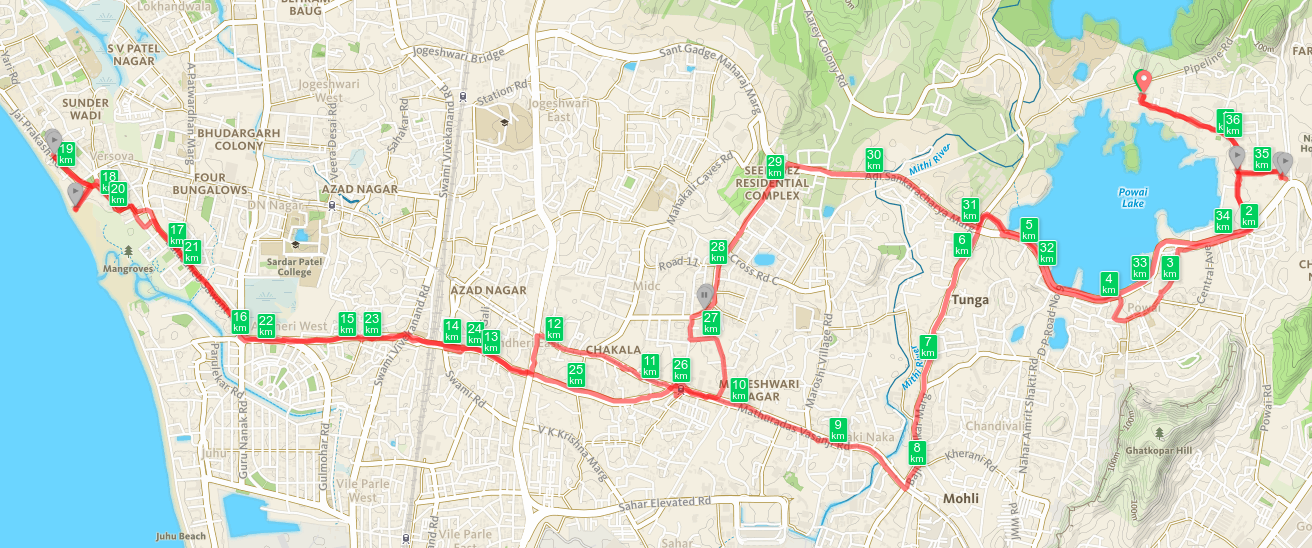 Lokhandwala
BEHRAM
BAUG
Jogeshwari Bridge
Sant Gadge Maharaj Marg
Aarey Colony Rd
Pipeline Rd
100m
FAR
Yari Rd
S V PATEL
NAGAR
A Patwardhan Marg
SUNDER
WADI
Jai Prakash
Versova
BHUDARGARH
COLONY
Veera Desai Rd
Jogeshwari
West
Sahakar Rd
Swami Vivekanand Rd
Station Rd
Jogeshwari
East
36
km
19
km
35
km
29
km
30
km
Mithi River
FOUR
BUNGALOWS
AZAD NAGAR
Mahakali Caves Rd
SEEPZ
RESIDENTIAL
COMPLEX
Adi Sankaracharya Marg
Powai
Lake
18
km
20
km
DN Nagar
31
km
5
km
34
km
2
km
17
km
21
km
Sardar Patel
College
Mangroves
28
km
6
km
32
km
33
km
3
km
Road 11
Cross Rd C
Central Ave
4
km
Powai
Midc
AZAD NAGAR
Tunga
J V P D Road No. 9
16
km
22
km
Andheri West
15
km
23
km
14
km
24
km
13
km
12
km
27
km
Swami Vivekanand Rd
Andheri East
CHAKALA
11
km
26
km
25
km
10
km
7
km
Mithi River
Maroshi Village Rd
Parulekar Rd
Swami Rd
Mathuradas Vasanji Rd
9
km
Saki Naka
8
km
Chandivali
Nahar Amrit Shakti Rd
Powai Rd
100m
100m
Ghatkopar Hill
Juhu
Guru Nanak Rd
Gulmohar Rd
V K Krishna Marg
Kherani Rd
Vile Parle
West
Sahar Elevated Rd
Mohli
Juhu Beach
Vile Parle
East
Sahar